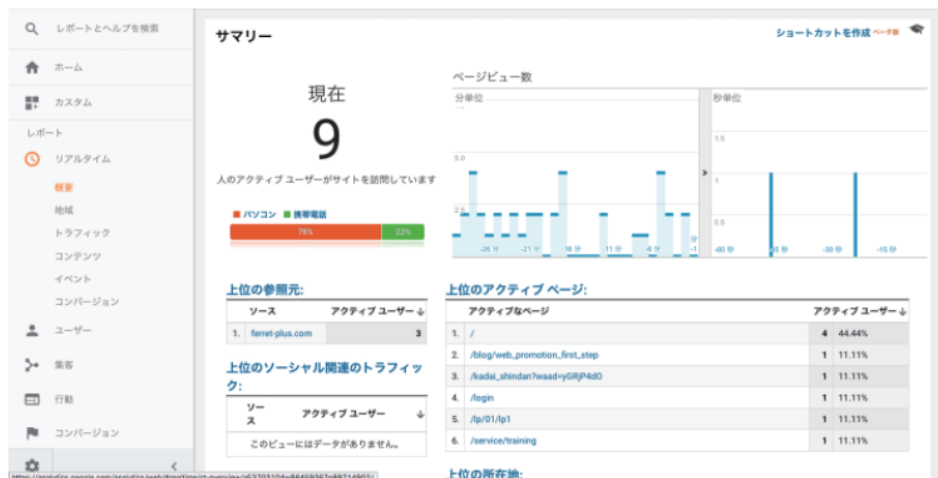 レポートとヘルプを検索
ホーム
カスタム
レポート
リアルタイム
概要
地域
トラフィック
コンテンツ
イベント
コンバージョン
ユーザー
集客
行動
コンバージョン
サマリー
ショートカットを作成 ベータ版
現在
9
人のアクティブ ユーザーがサイトを訪問しています
パソコン 携帯電話
78% 22%
ページビュー数
分単位
5.0
2.5
-26 分 -21 分 -16 分 -11 分 -6 分
分
-1
秒単位
1.5
1
0.5
-60 秒 -45 秒 -30 秒 -15 秒
上位の参照元:
ソース アクティブ ユーザー
1. ferret-plus.com 3
上位のソーシャル関連のトラフィッ
ク:
ソー
ス
アクティブ ユーザー
このビューにはデータがありません。
上位のアクティブ ページ:
アクティブなページ アクティブ ユーザー
1. / 4 44.44%
2. /blog/web_promotion_first_step 1 11.11%
3. /kadai_shindan?waad=yGRjP4dO 1 11.11%
4. /login 1 11.11%
5. /lp/01/lp1 1 11.11%
6. /service/training 1 11.11%
上位の所在地: